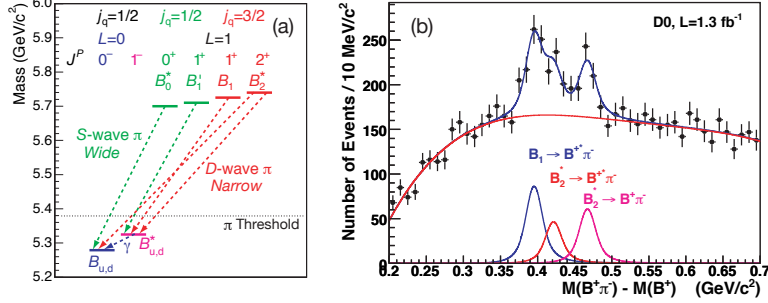 Mass (GeV/c²)
6.0
5.9
5.8
5.7
5.6
5.5
5.4
5.3
5.2
j_q=1/2 j_q=1/2 j_q=3/2
(a)
L=0 L=1
J^P 0⁻ 1⁻ 0⁺ 1⁺ 1⁺ 2⁺
B₀* B₁' B₁ B₂*
S-wave π
Wide
D-wave π
Narrow
π Threshold
γ B*_u,d
B_u,d
(b)
D0, L=1.3 fb⁻¹
Number of Events / 10 MeV/c²
250
200
150
100
50
0
B₁ → B⁺*π⁻
B₂* → B⁺*π⁻
B₂* → B⁺π⁻
0.2 0.3 0.35 0.4 0.45 0.5 0.55 0.6 0.65 0.7
M(B⁺π⁻) - M(B⁺) (GeV/c²)